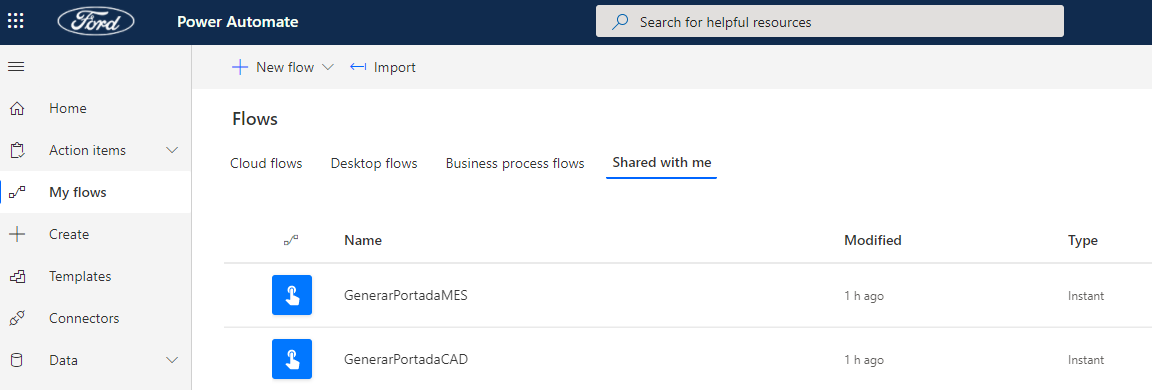 Ford Power Automate Search for helpful resources
New flow Import
Home
Action items
My flows
Create
Templates
Connectors
Data
Flows
Cloud flows Desktop flows Business process flows Shared with me
Name Modified Type
GenerarPortadaMES 1 h ago Instant
GenerarPortadaCAD 1 h ago Instant